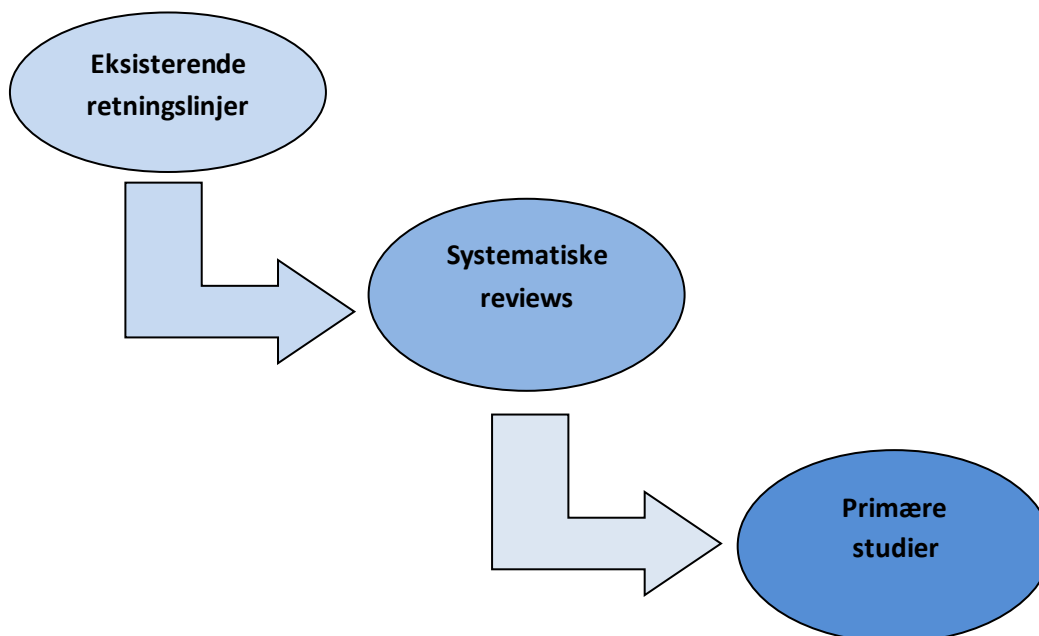 Eksisterende
retningslinjer
Systematiske
reviews
Primære
studier